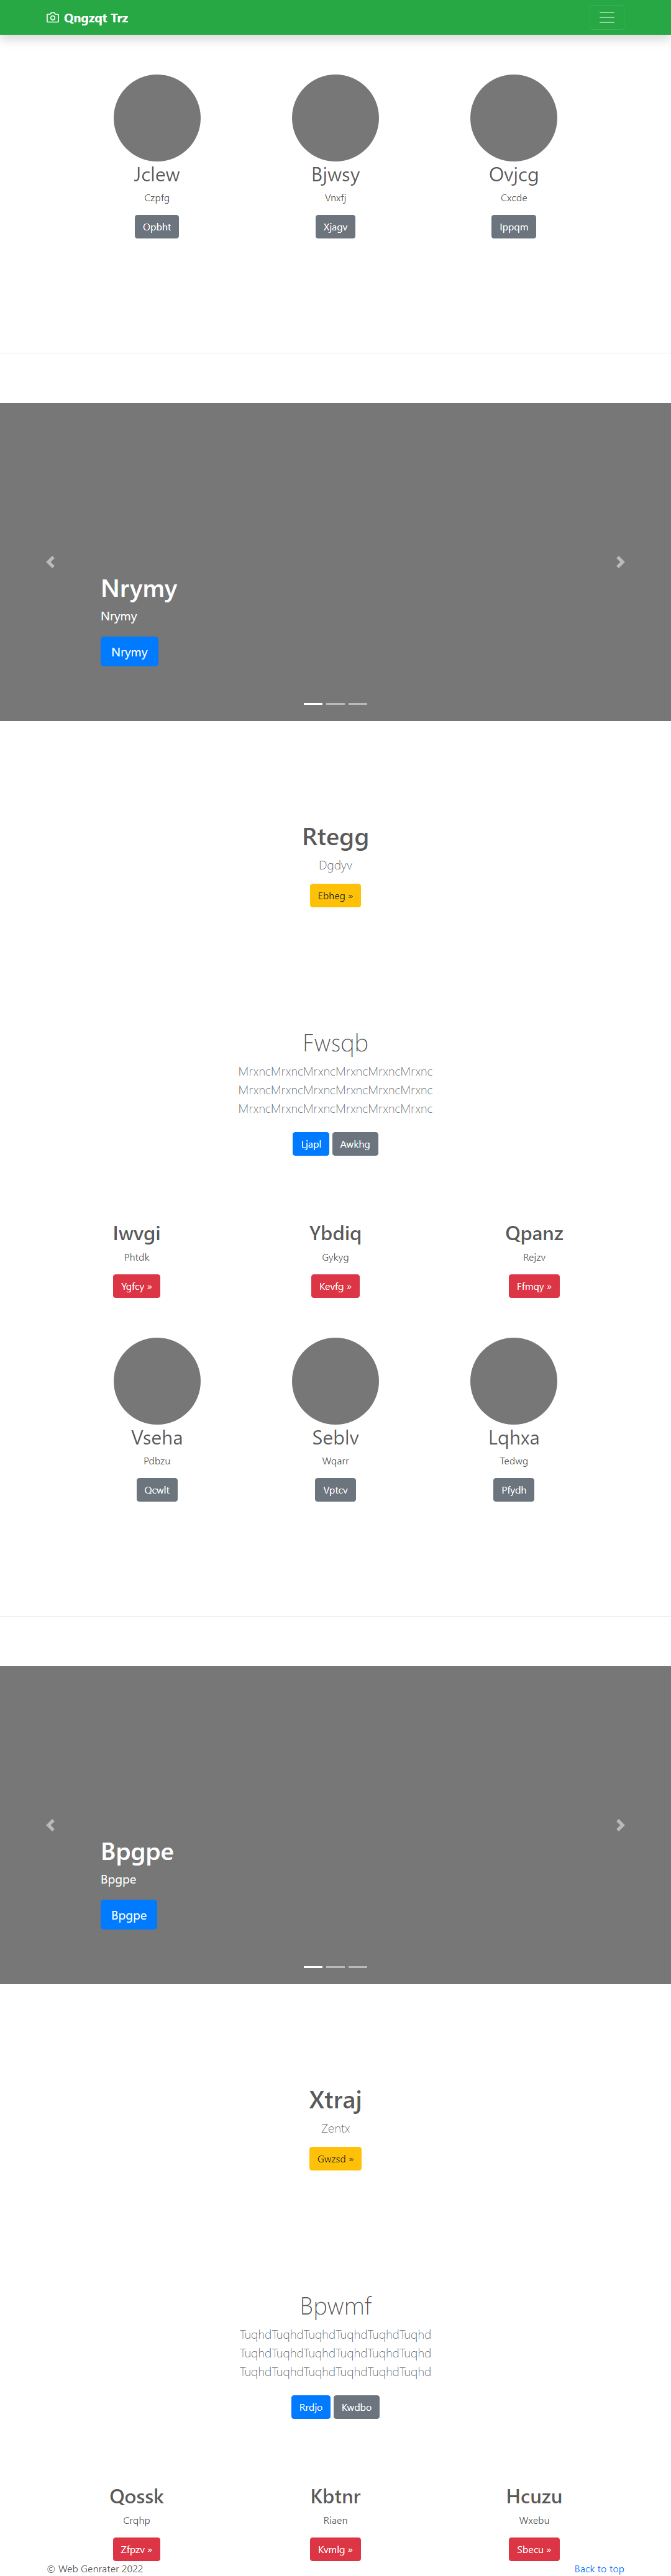 Qngzqt Trz
Jclew
Czpfg
Opbht
Bjwsy
Vnxfj
Xjagv
Ovjcg
Cxcde
Ippqm
Nrymy
Nrymy
Nrymy
Rtegg
Dgdyv
Ebheg »
Fwsqb
MrxncMrxncMrxncMrxncMrxncMrxnc
MrxncMrxncMrxncMrxncMrxncMrxnc
MrxncMrxncMrxncMrxncMrxncMrxnc
Ljapl Awkhg
Iwvgi
Phtdk
Ygfcy »
Ybdiq
Gykyg
Kevfg »
Qpanz
Rejzv
Ffmqy »
Vseha
Pdbzu
Qcwlt
Seblv
Wqarr
Vptcv
Lqhxa
Tedwg
Pfydh
Bpgpe
Bpgpe
Bpgpe
Xtraj
Zentx
Gwzsd »
Bpwmf
TuqhdTuqhdTuqhdTuqhdTuqhdTuqhd
TuqhdTuqhdTuqhdTuqhdTuqhdTuqhd
TuqhdTuqhdTuqhdTuqhdTuqhdTuqhd
Rrdjo Kwdbo
Qossk
Crqhp
Zfpzv »
Kbtnr
Riaen
Kvmlg »
Hcuzu
Wxebu
Sbecu »
© Web Genrater 2022
Back to top